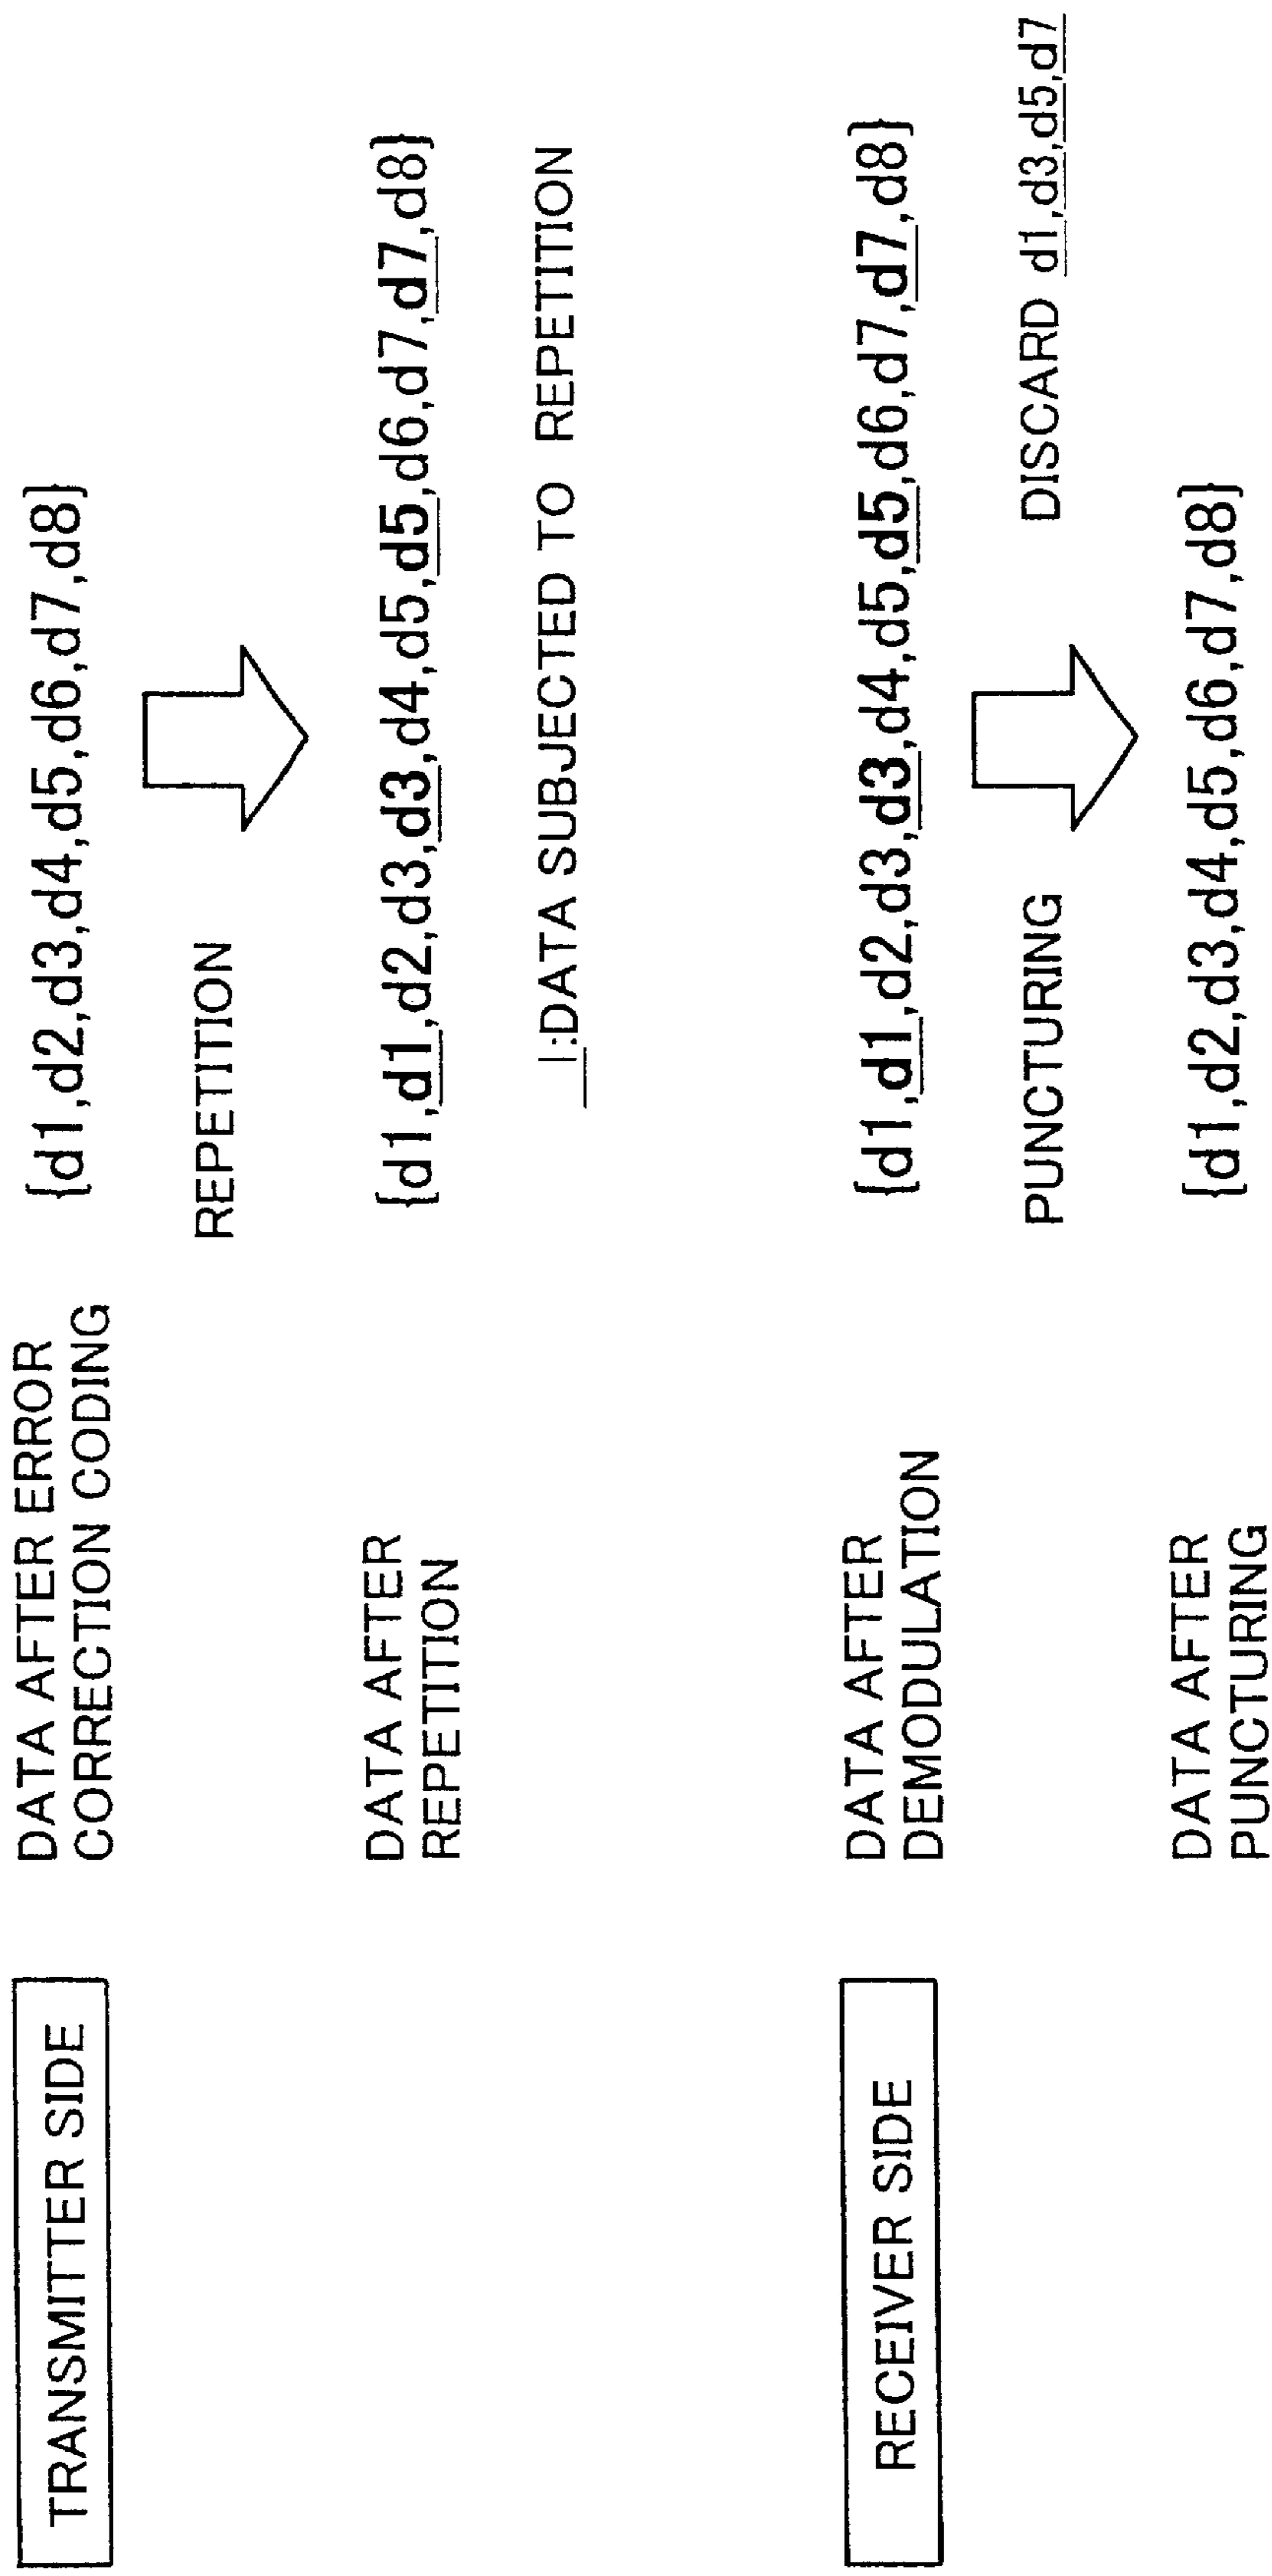 TRANSMITTER SIDE
DATA AFTER ERROR
CORRECTION CODING
{d1,d2,d3,d4,d5,d6,d7,d8}
REPETITION
DATA AFTER
REPETITION
{d1,d1,d2,d3,d3,d4,d5,d5,d6,d7,d7,d8}
_|:DATA SUBJECTED TO REPETITION
RECEIVER SIDE
DATA AFTER
DEMODULATION
{d1,d1,d2,d3,d3,d4,d5,d5,d6,d7,d7,d8}
PUNCTURING
DISCARD d1,d3,d5,d7
DATA AFTER
PUNCTURING
{d1,d2,d3,d4,d5,d6,d7,d8}